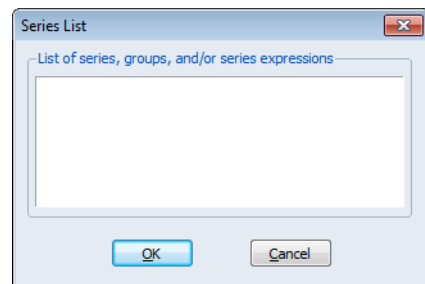 Series List
List of series, groups, and/or series expressions
OK
Cancel